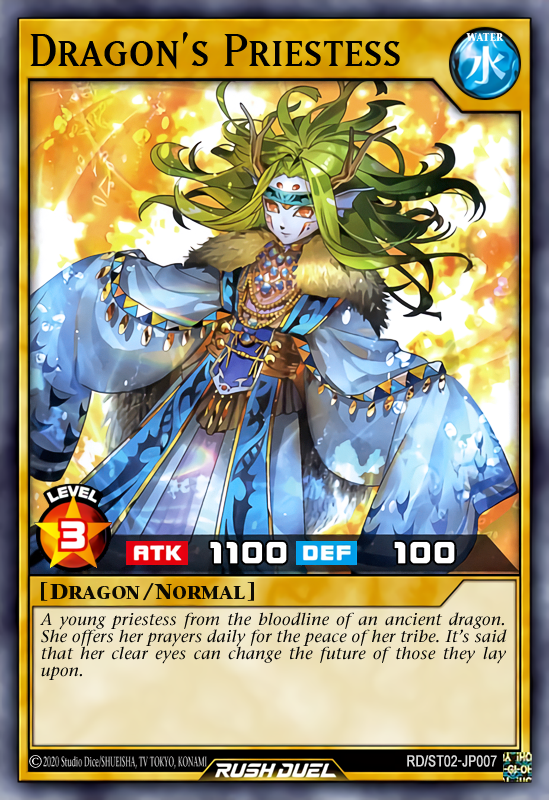 Dragon's Priestess
WATER
水
LEVEL
3
ATK 1100 DEF 100
[Dragon/Normal]
A young priestess from the bloodline of an ancient dragon.
She offers her prayers daily for the peace of her tribe. It's said
that her clear eyes can change the future of those they lay
upon.
©2020 Studio Dice/SHUEISHA, TV TOKYO, KONAMI
RUSH DUEL
RD/ST02-JP007